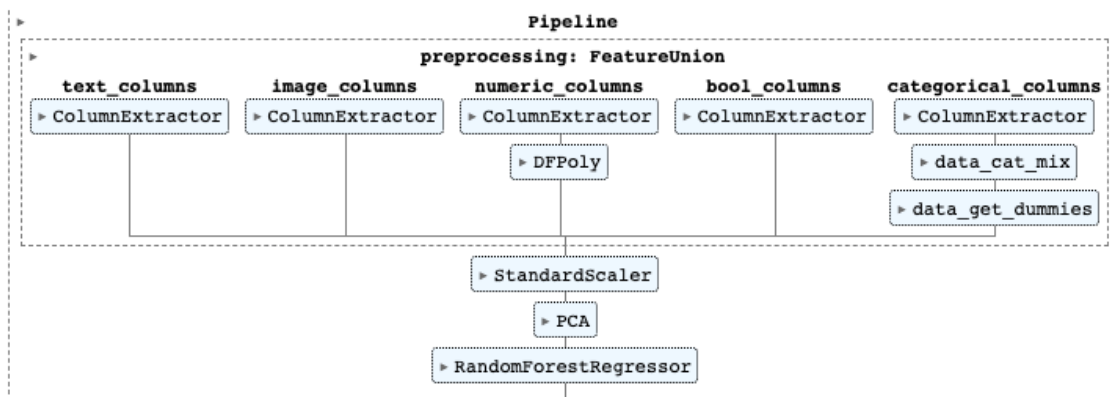 Pipeline
preprocessing: FeatureUnion
text_columns image_columns numeric_columns bool_columns categorical_columns
ColumnExtractor ColumnExtractor ColumnExtractor ColumnExtractor ColumnExtractor
DFPoly data_cat_mix
data_get_dummies
StandardScaler
PCA
RandomForestRegressor